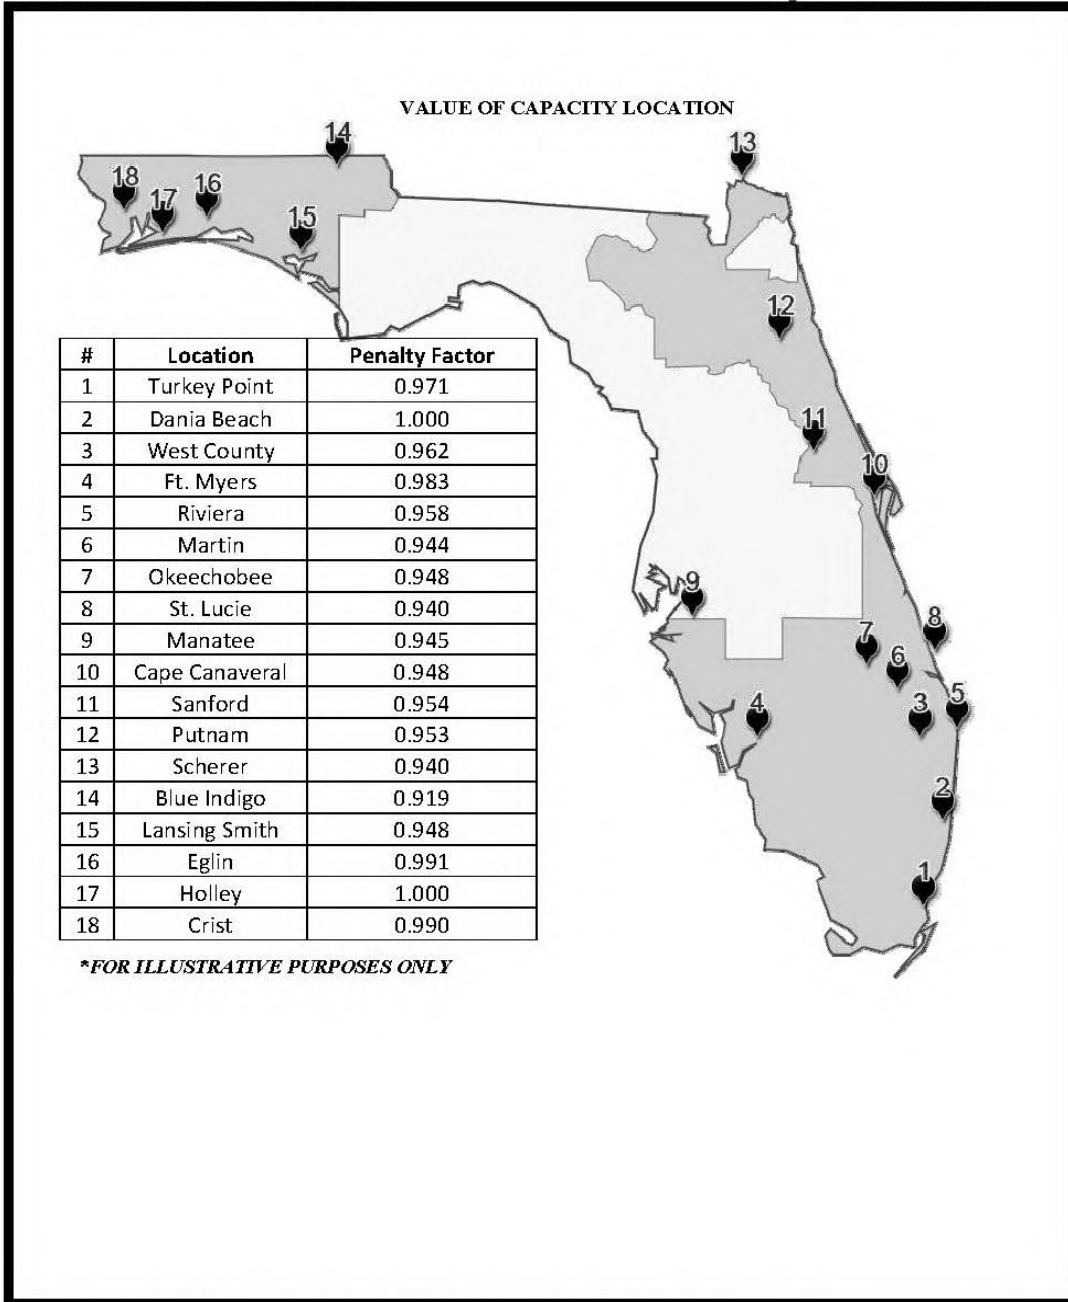 VALUE OF CAPACITY LOCATION
14
13
18
16
17
15
12
# Location Penalty Factor
1 Turkey Point 0.971
2 Dania Beach 1.000
3 West County 0.962
4 Ft. Myers 0.983
5 Riviera 0.958
6 Martin 0.944
7 Okeechobee 0.948
8 St. Lucie 0.940
9 Manatee 0.945
10 Cape Canaveral 0.948
11 Sanford 0.954
12 Putnam 0.953
13 Scherer 0.940
14 Blue Indigo 0.919
15 Lansing Smith 0.948
16 Eglin 0.991
17 Holley 1.000
18 Crist 0.990
11
10
9
8
7
6
5
4
3
2
1
*FOR ILLUSTRATIVE PURPOSES ONLY